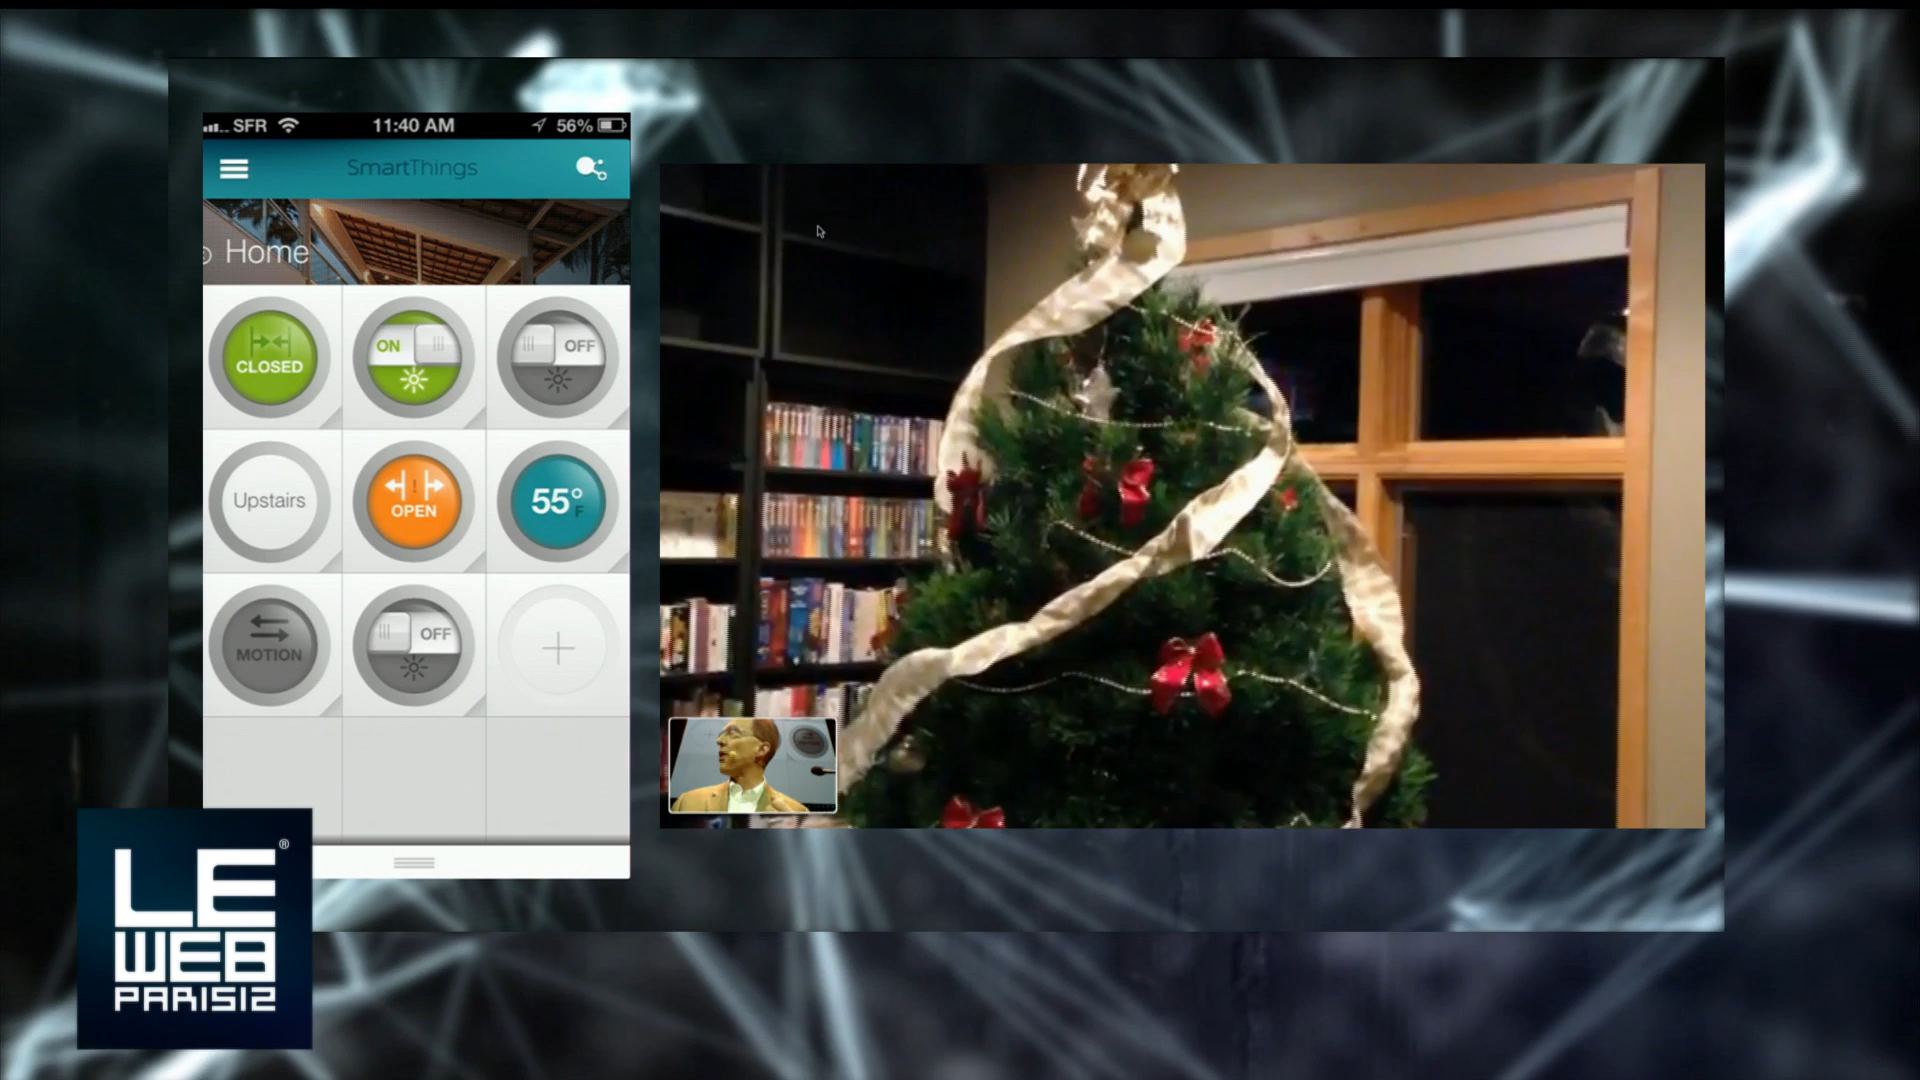 SFR 11:40 AM 56%
SmartThings
Home
CLOSED ON OFF
Upstairs OPEN 55°F
MOTION OFF
LE®
WEB
PARIS12